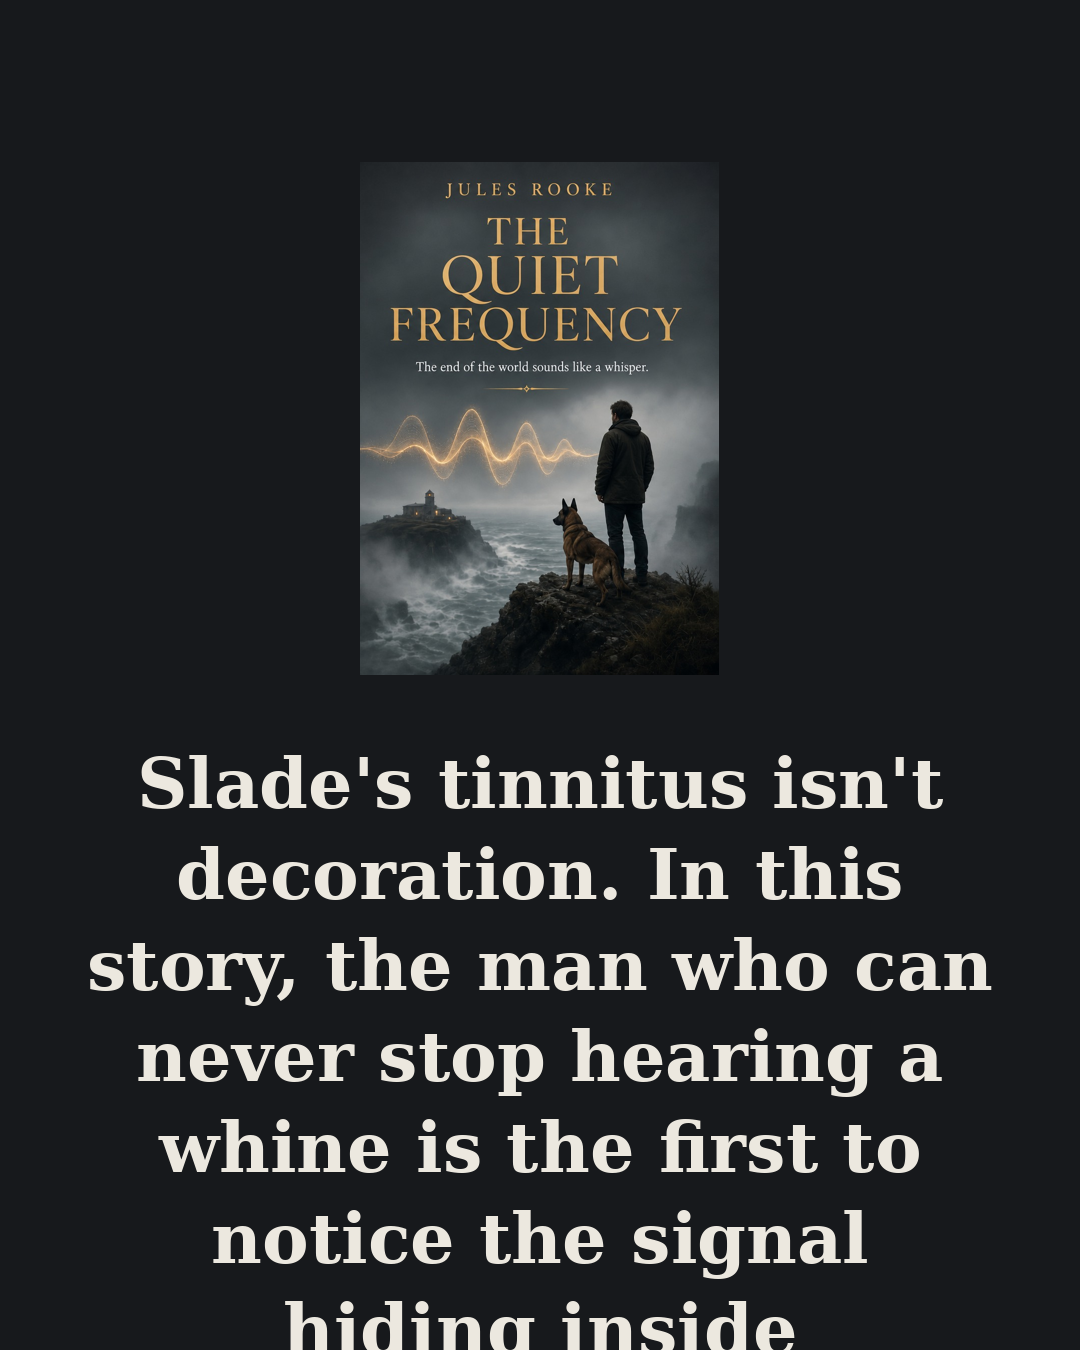 JULES ROOKE
THE
QUIET
FREQUENCY
The end of the world sounds like a whisper.
Slade's tinnitus isn't
decoration. In this
story, the man who can
never stop hearing a
whine is the first to
notice the signal
hiding inside